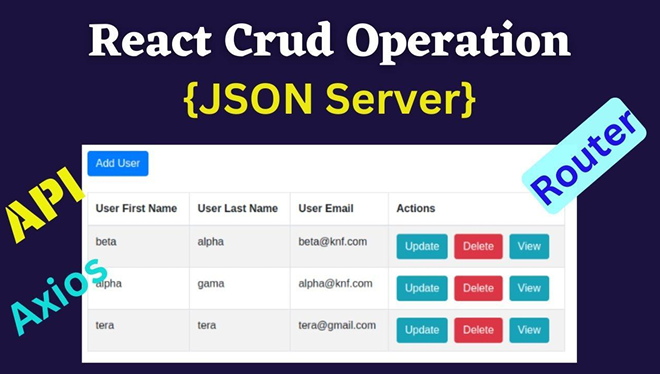 React Crud Operation
{JSON Server}
API
Axios
Router
Add User
User First Name User Last Name User Email Actions
beta alpha beta@knf.com Update Delete View
alpha gama alpha@knf.com Update Delete View
tera tera tera@gmail.com Update Delete View